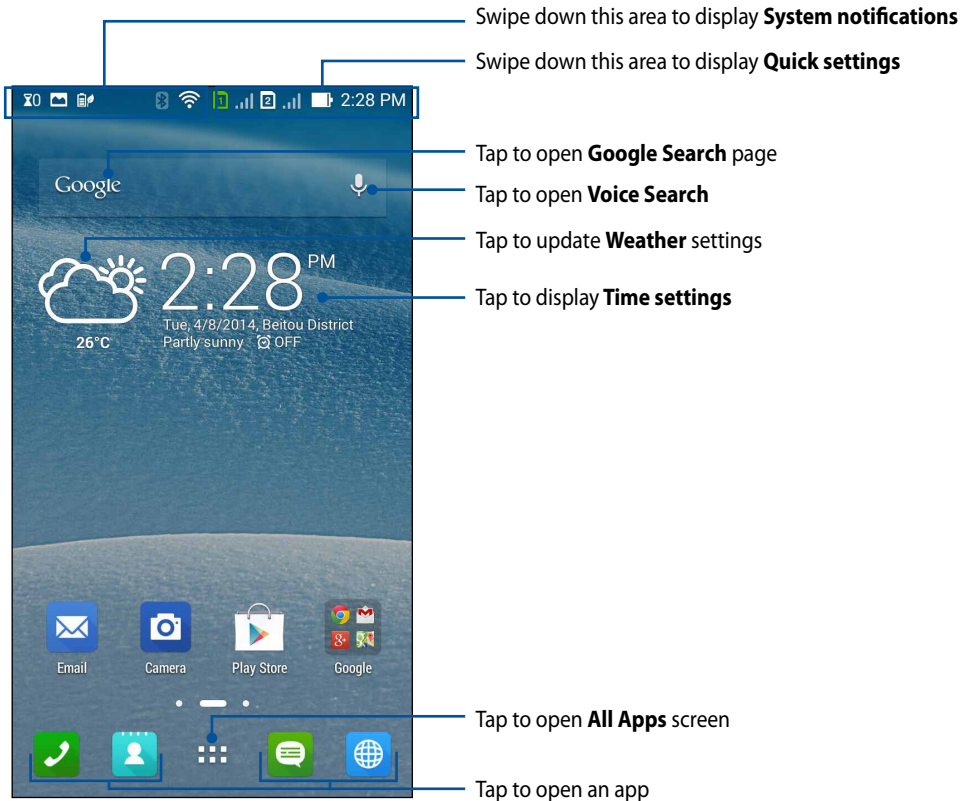 Swipe down this area to display System notifications
Swipe down this area to display Quick settings
0 1 2 2:28 PM
Tap to open Google Search page
Google
Tap to open Voice Search
Tap to update Weather settings
2:28 PM
Tap to display Time settings
Tue, 4/8/2014, Beitou District
26°C Partly sunny OFF
Email Camera Play Store Google
Tap to open All Apps screen
Tap to open an app